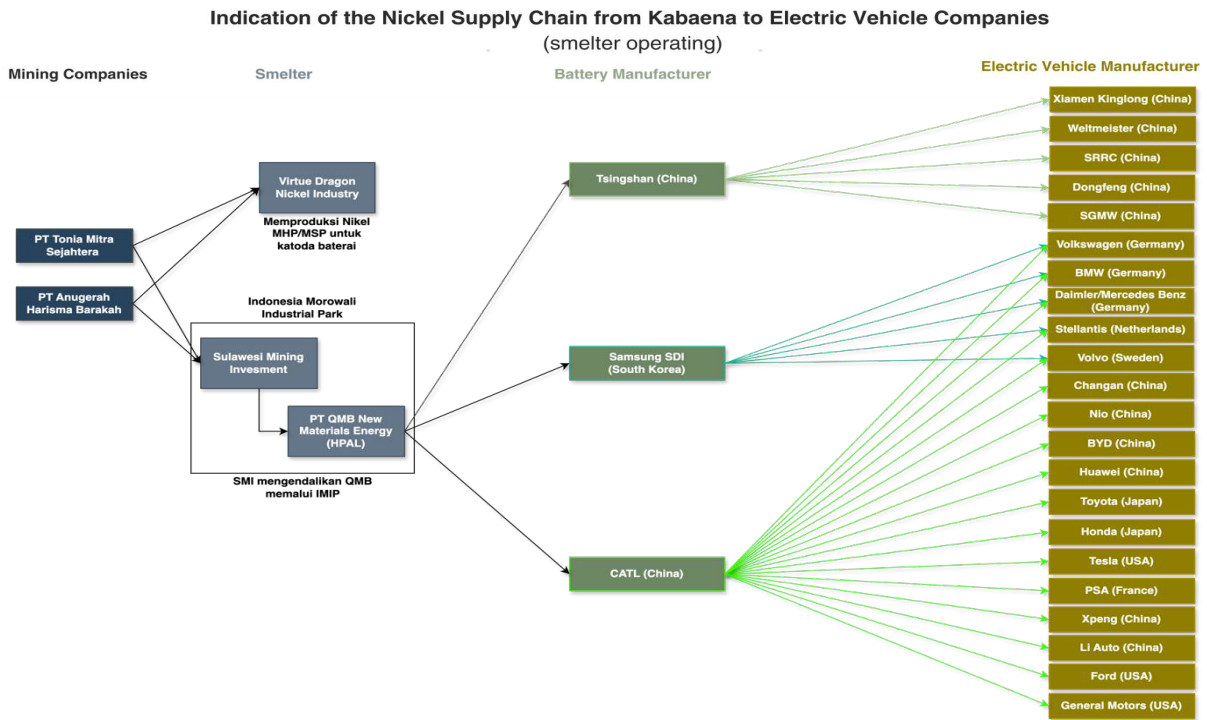 Indication of the Nickel Supply Chain from Kabaena to Electric Vehicle Companies
(smelter operating)
Mining Companies
Smelter
Battery Manufacturer
Electric Vehicle Manufacturer
PT Tonia Mitra
Sejahtera
PT Anugerah
Harisma Barakah
Virtue Dragon
Nickel Industry
Memproduksi Nikel
MHP/MSP untuk
katoda baterai
Indonesia Morowali
Industrial Park
Sulawesi Mining
Invesment
PT QMB New
Materials Energy
(HPAL)
SMI mengendalikan QMB
memalui IMIP
Tsingshan (China)
Samsung SDI
(South Korea)
CATL (China)
Xiamen Kinglong (China)
Weltmeister (China)
SRRC (China)
Dongfeng (China)
SGMW (China)
Volkswagen (Germany)
BMW (Germany)
Daimler/Mercedes Benz
(Germany)
Stellantis (Netherlands)
Volvo (Sweden)
Changan (China)
Nio (China)
BYD (China)
Huawei (China)
Toyota (Japan)
Honda (Japan)
Tesla (USA)
PSA (France)
Xpeng (China)
Li Auto (China)
Ford (USA)
General Motors (USA)